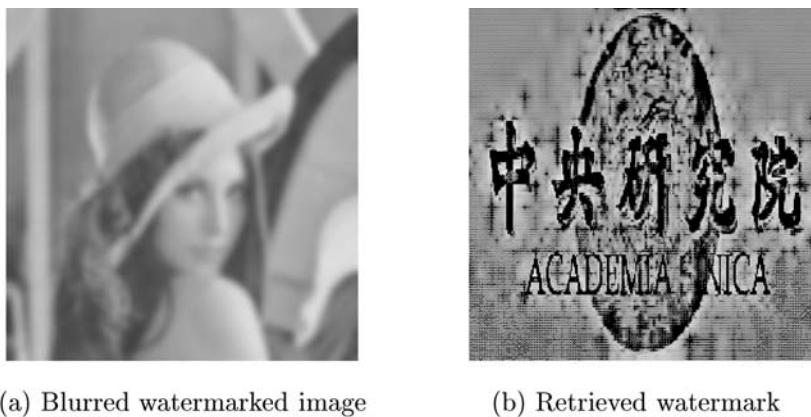 中央研究院
ACADEMIA SINICA
(a) Blurred watermarked image
(b) Retrieved watermark